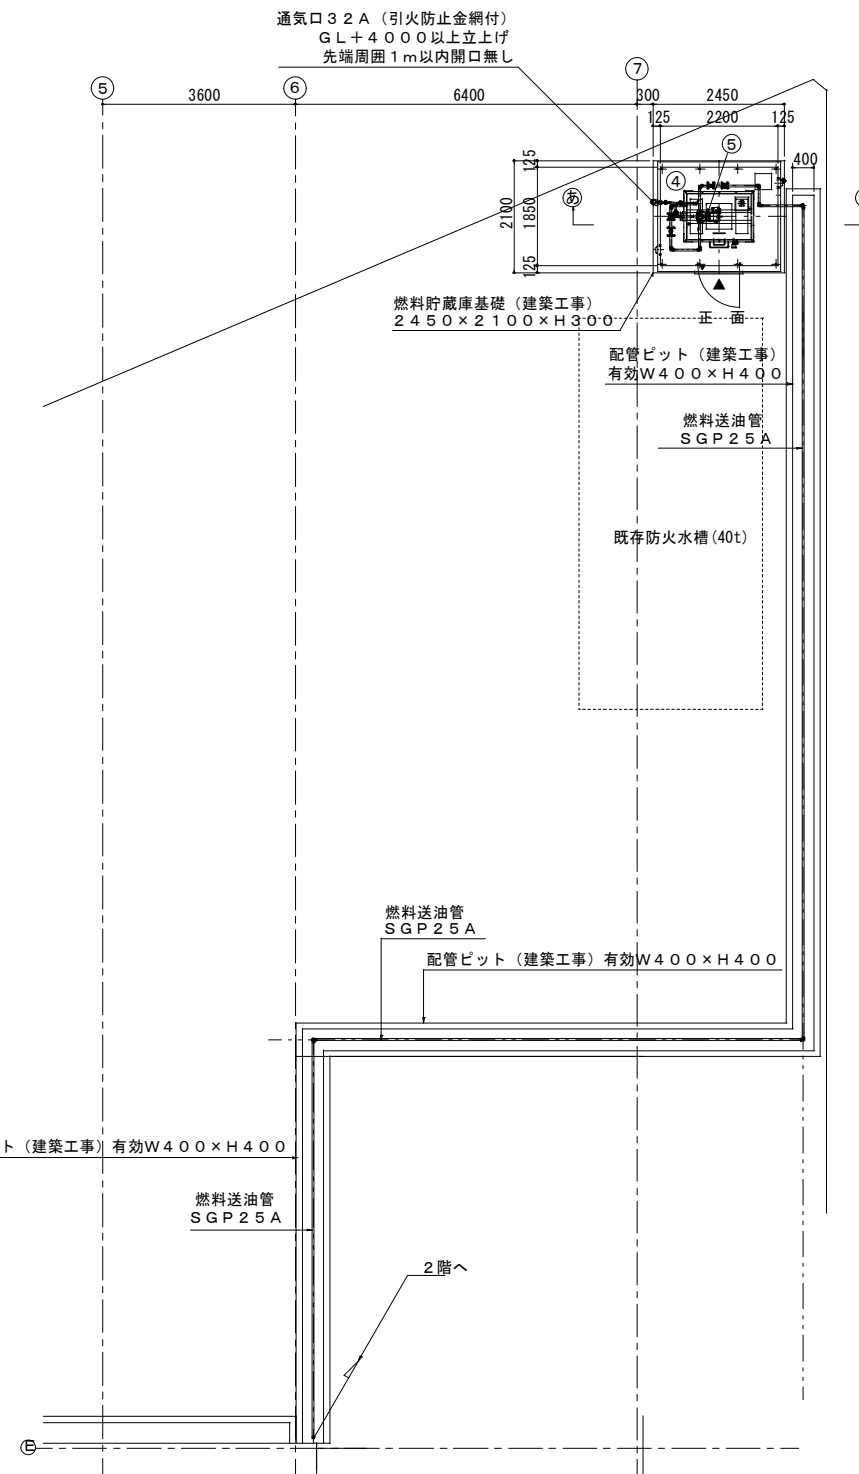 通気口３２Ａ（引火防止金網付）
ＧＬ＋４０００以上立上げ
先端周囲１ｍ以内開口無し
⑤
⑥
⑦
3600
6400
300
2450
125
2200
125
⑤
400
④
あ
125
2100
1850
125
燃料貯蔵庫基礎（建築工事）
２４５０×２１００×Ｈ３００
正 面
配管ピット（建築工事）
有効Ｗ４００×Ｈ４００
燃料送油管
ＳＧＰ２５Ａ
既存防火水槽(40t)
燃料送油管
ＳＧＰ２５Ａ
配管ピット（建築工事）有効Ｗ４００×Ｈ４００
ト（建築工事）有効Ｗ４００×Ｈ４００
燃料送油管
ＳＧＰ２５Ａ
２階へ
Ⓔ